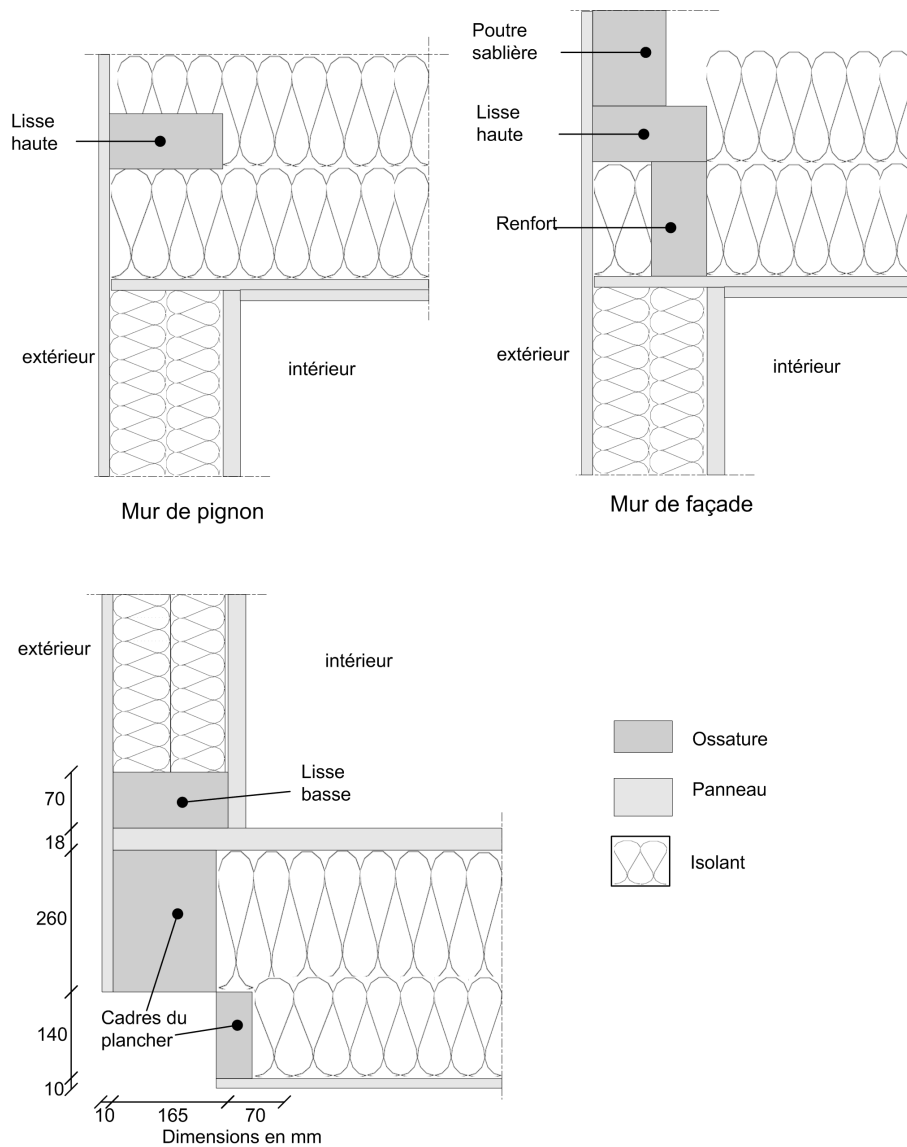 Lisse
haute
extérieur
intérieur
Mur de pignon
Poutre
sablière
Lisse
haute
Renfort
extérieur
intérieur
Mur de façade
extérieur
intérieur
Lisse
basse
70
18
260
140
10
Cadres du
plancher
10 165 70
Dimensions en mm
Ossature
Panneau
Isolant